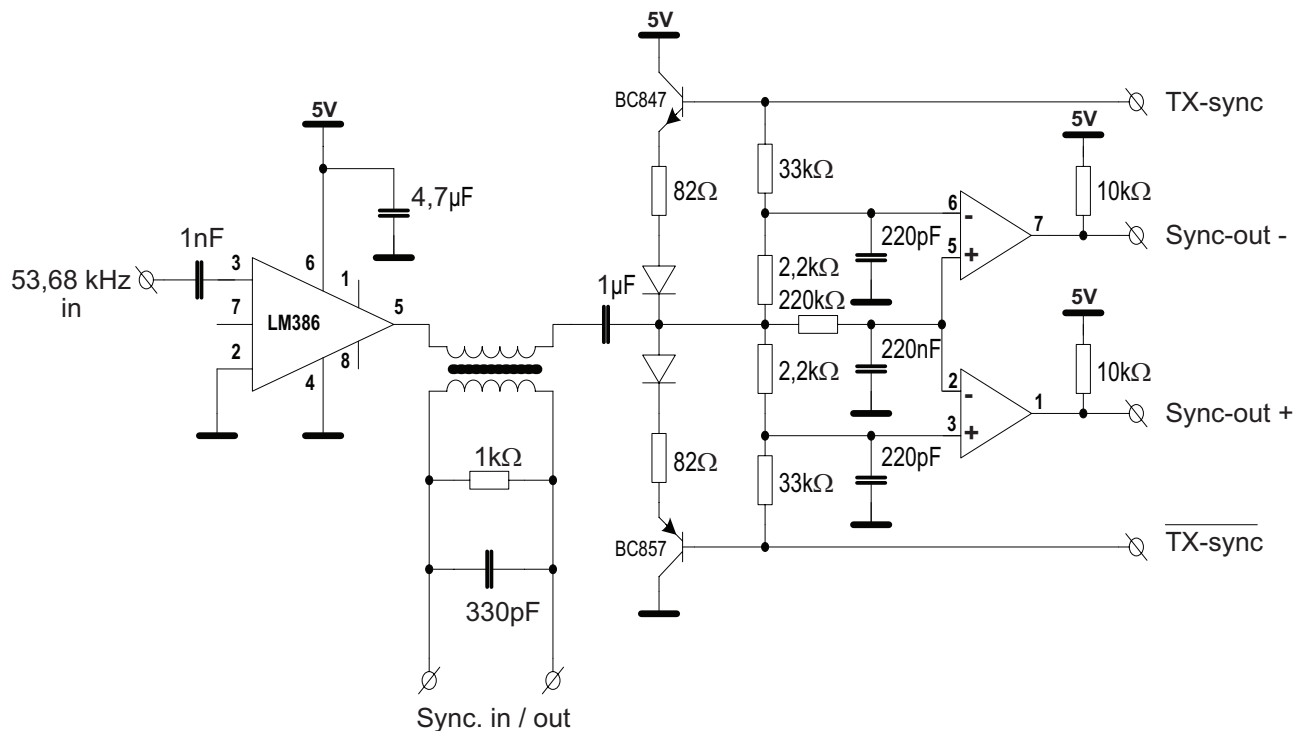 5V
BC847
TX-sync
5V
5V
33kΩ
4,7µF
82Ω
10kΩ
6
-
7
Sync-out -
1nF
220pF
5
+
3
6
1
53,68 kHz
in
2,2kΩ
1µF
5
220kΩ
5V
7
LM386
2
8
4
220nF
2,2kΩ
10kΩ
2
-
1
Sync-out +
3
+
1kΩ
82Ω
33kΩ
220pF
BC857
TX-sync
330pF
Sync. in / out